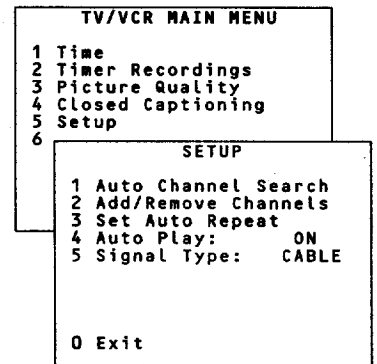 TV/VCR MAIN MENU
1 Time
2 Timer Recordings
3 Picture Quality
4 Closed Captioning
5 Setup
6
SETUP
1 Auto Channel Search
2 Add/Remove Channels
3 Set Auto Repeat
4 Auto Play: ON
5 Signal Type: CABLE
0 Exit